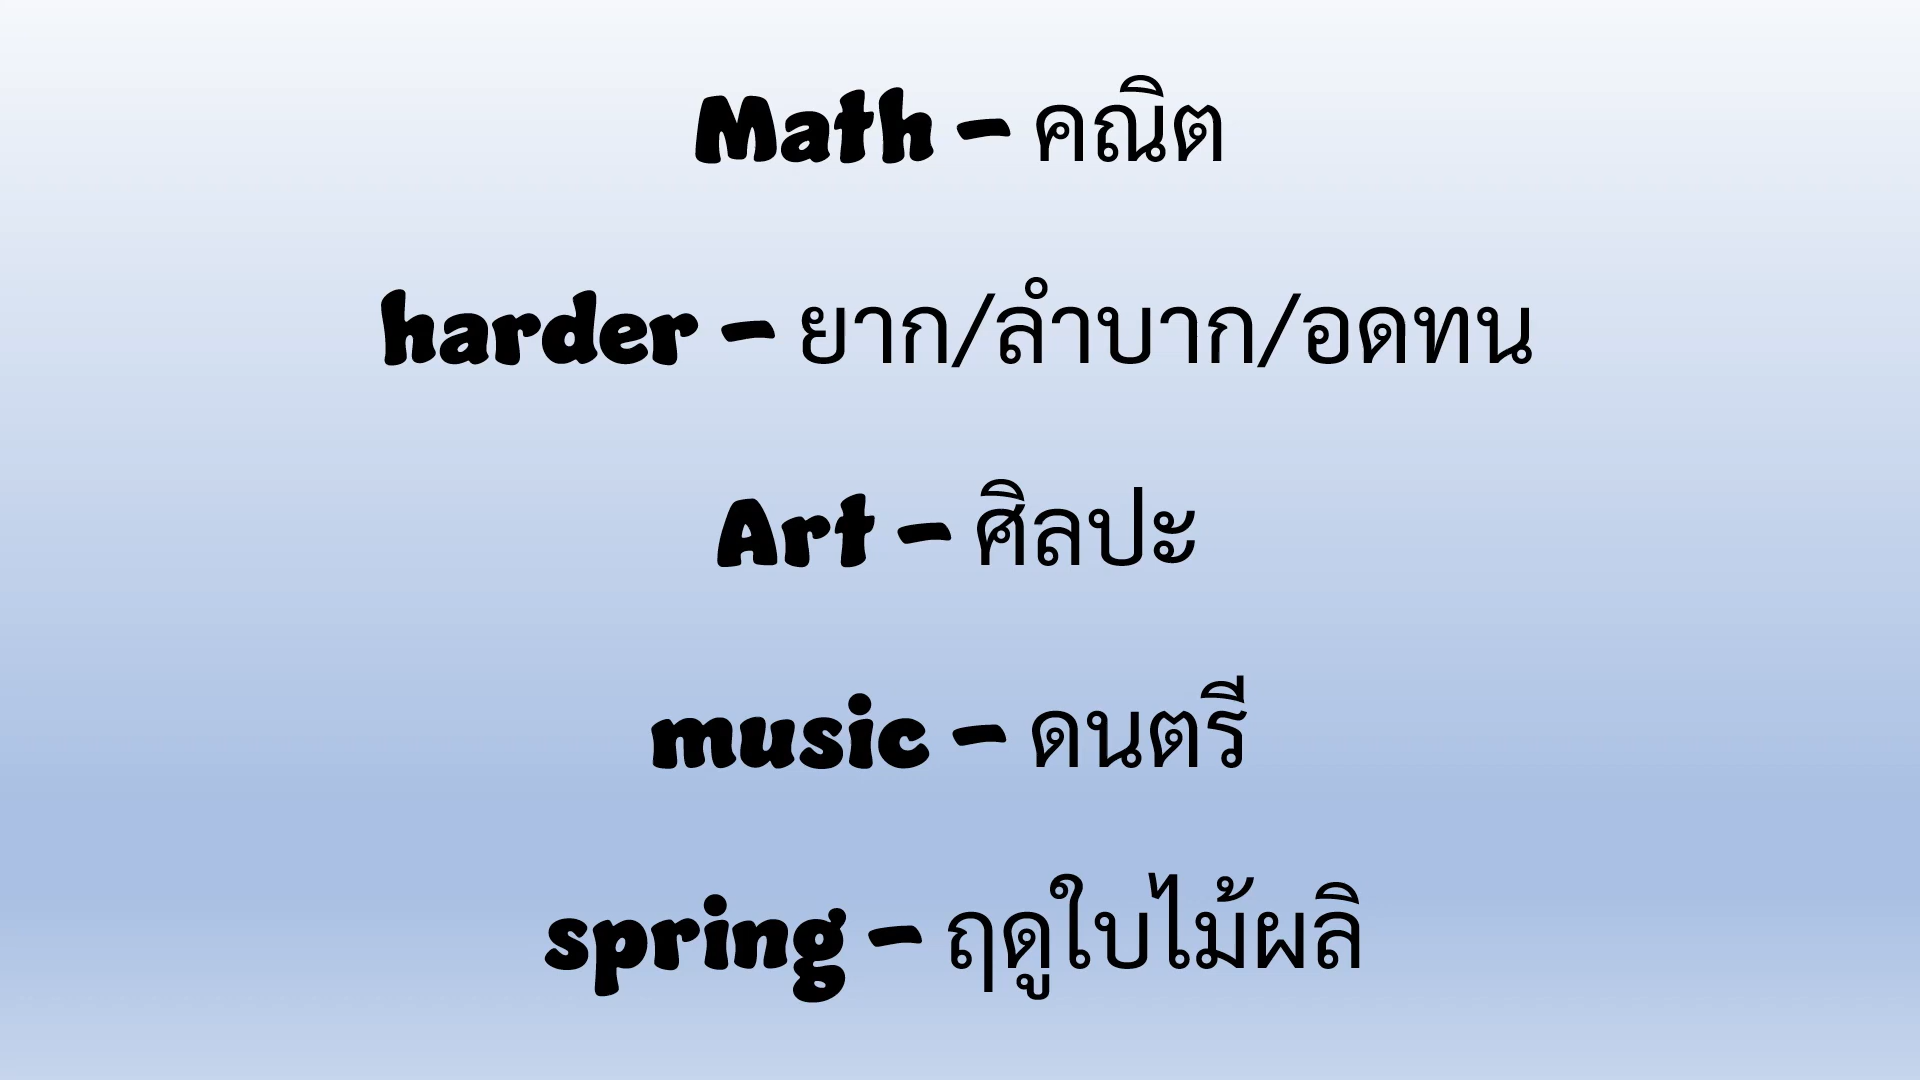 Math – คณิต
harder – ยาก/ลำบาก/อดทน
Art – ศิลปะ
music – ดนตรี
spring – ฤดูใบไม้ผลิ